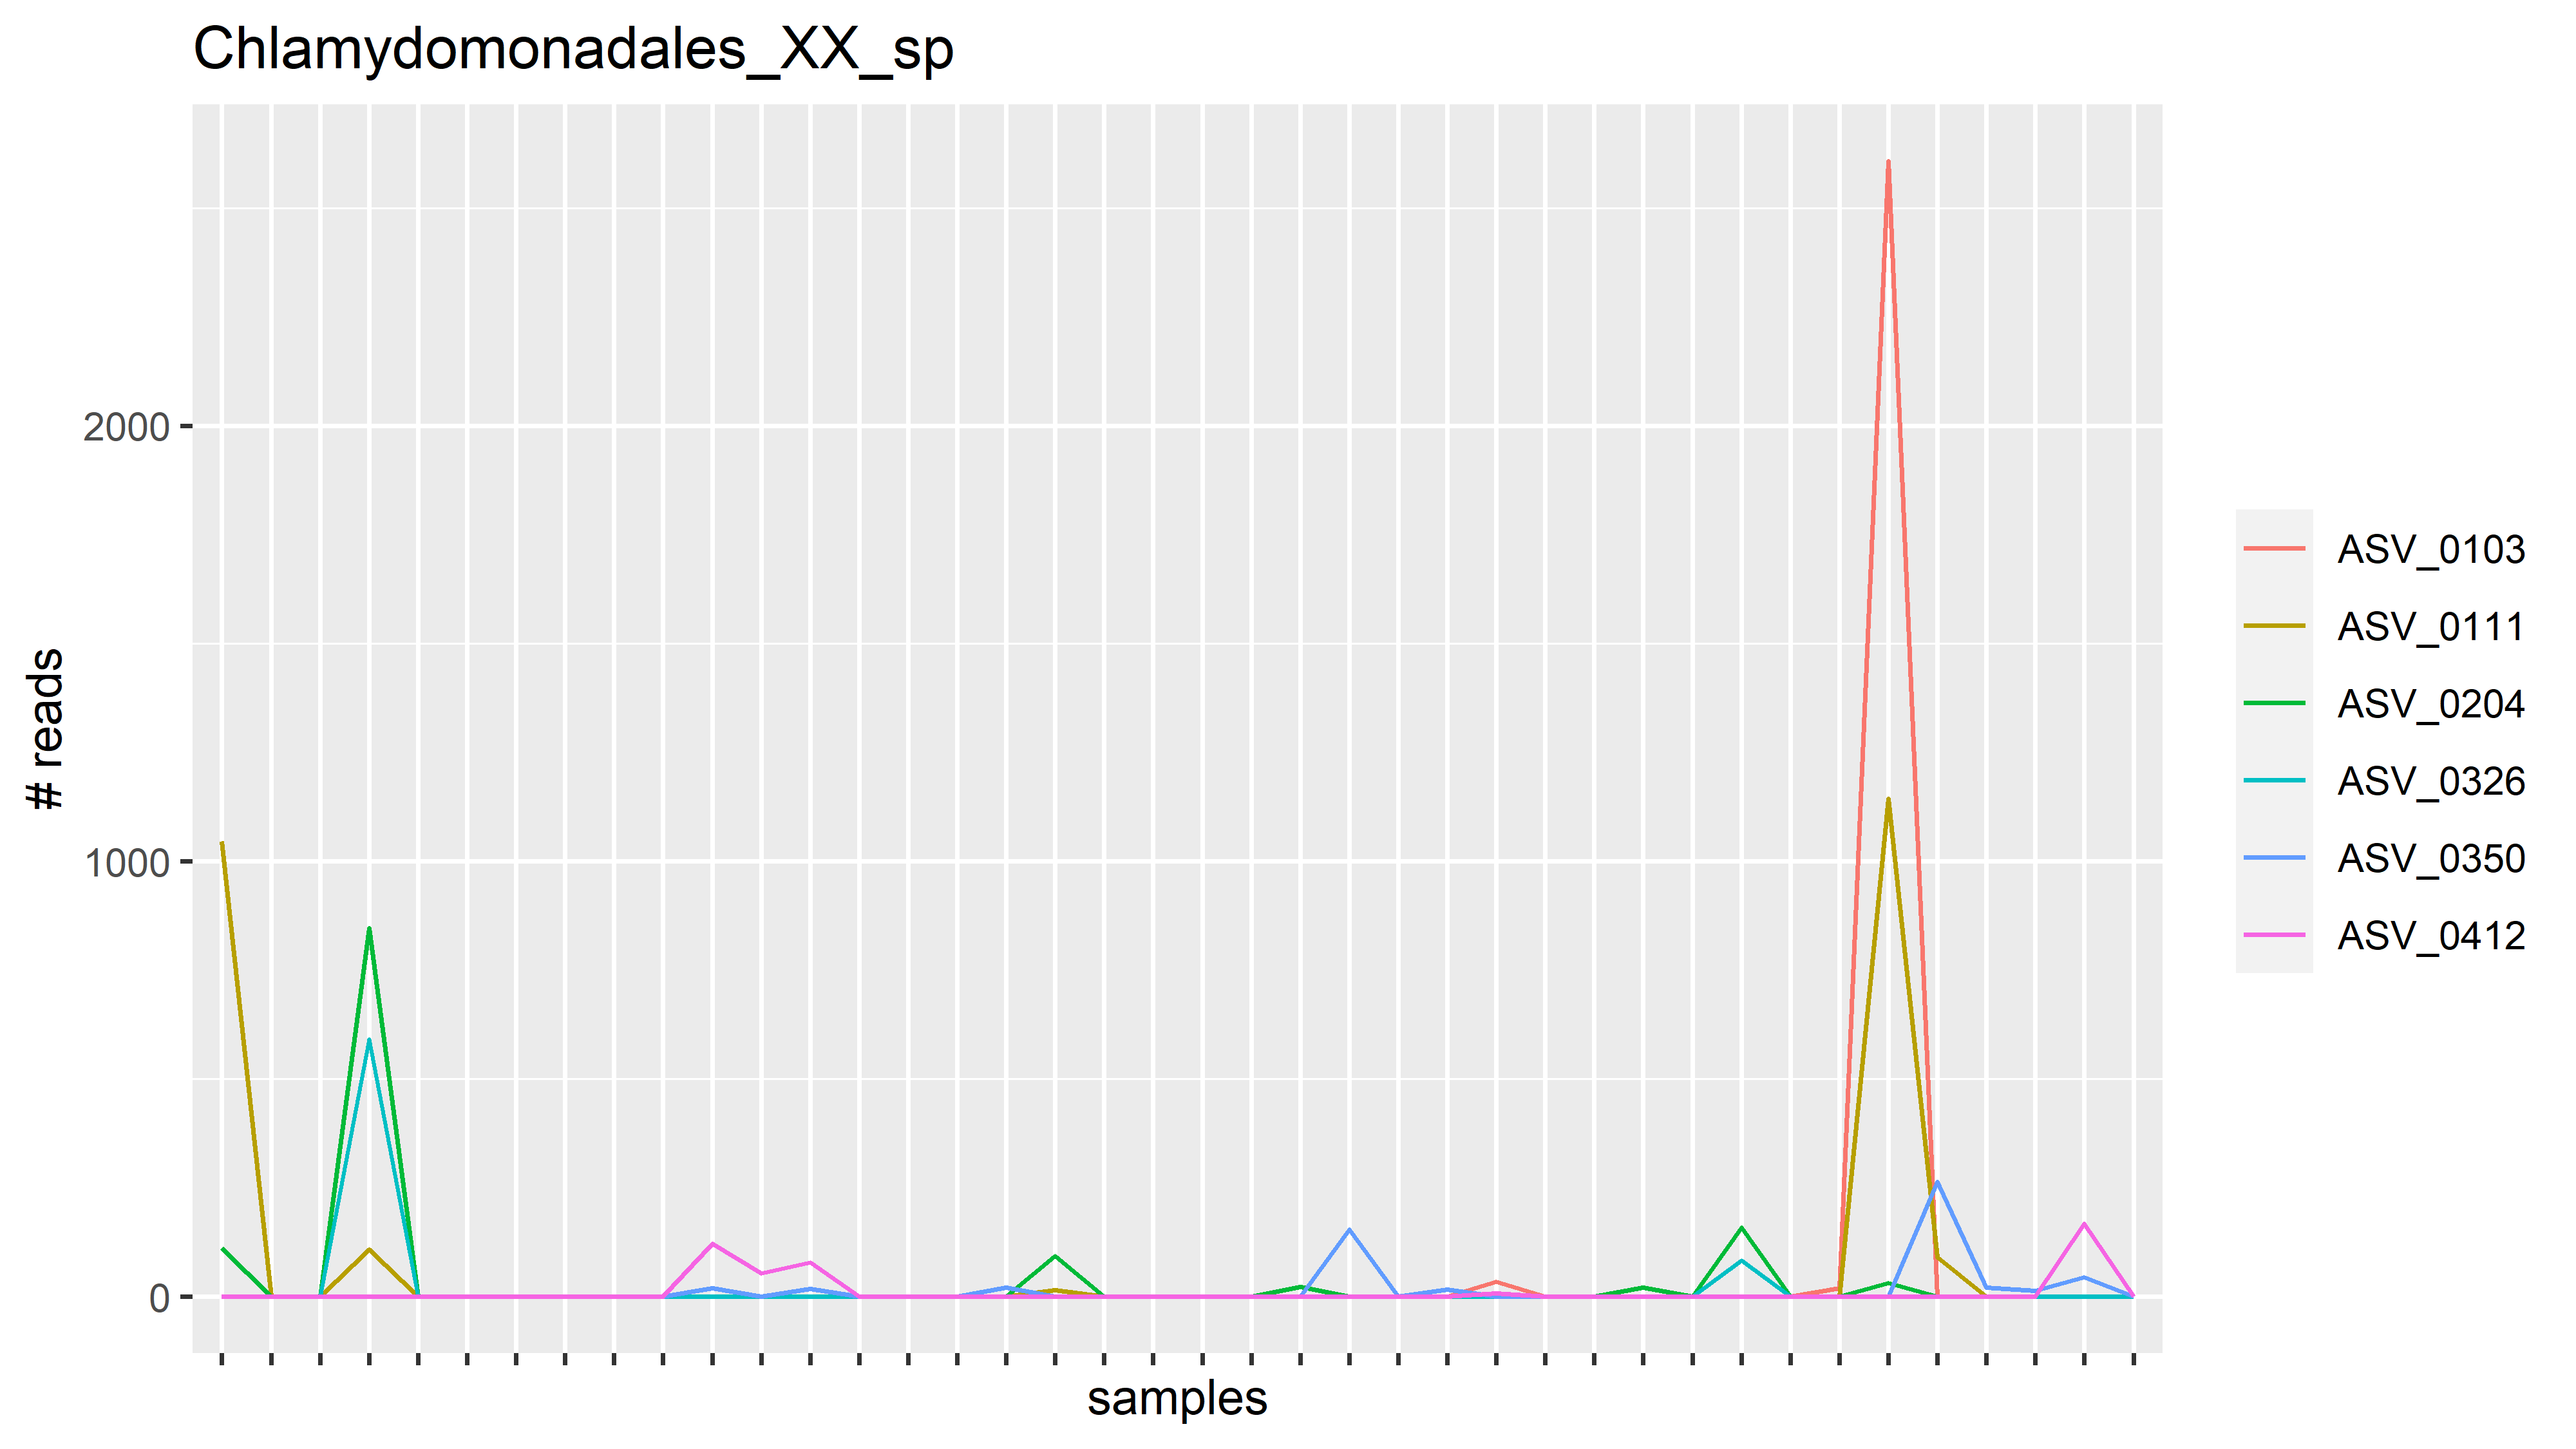 Chlamydomonadales_XX_sp
# reads
2000
1000
0
samples
ASV_0103
ASV_0111
ASV_0204
ASV_0326
ASV_0350
ASV_0412